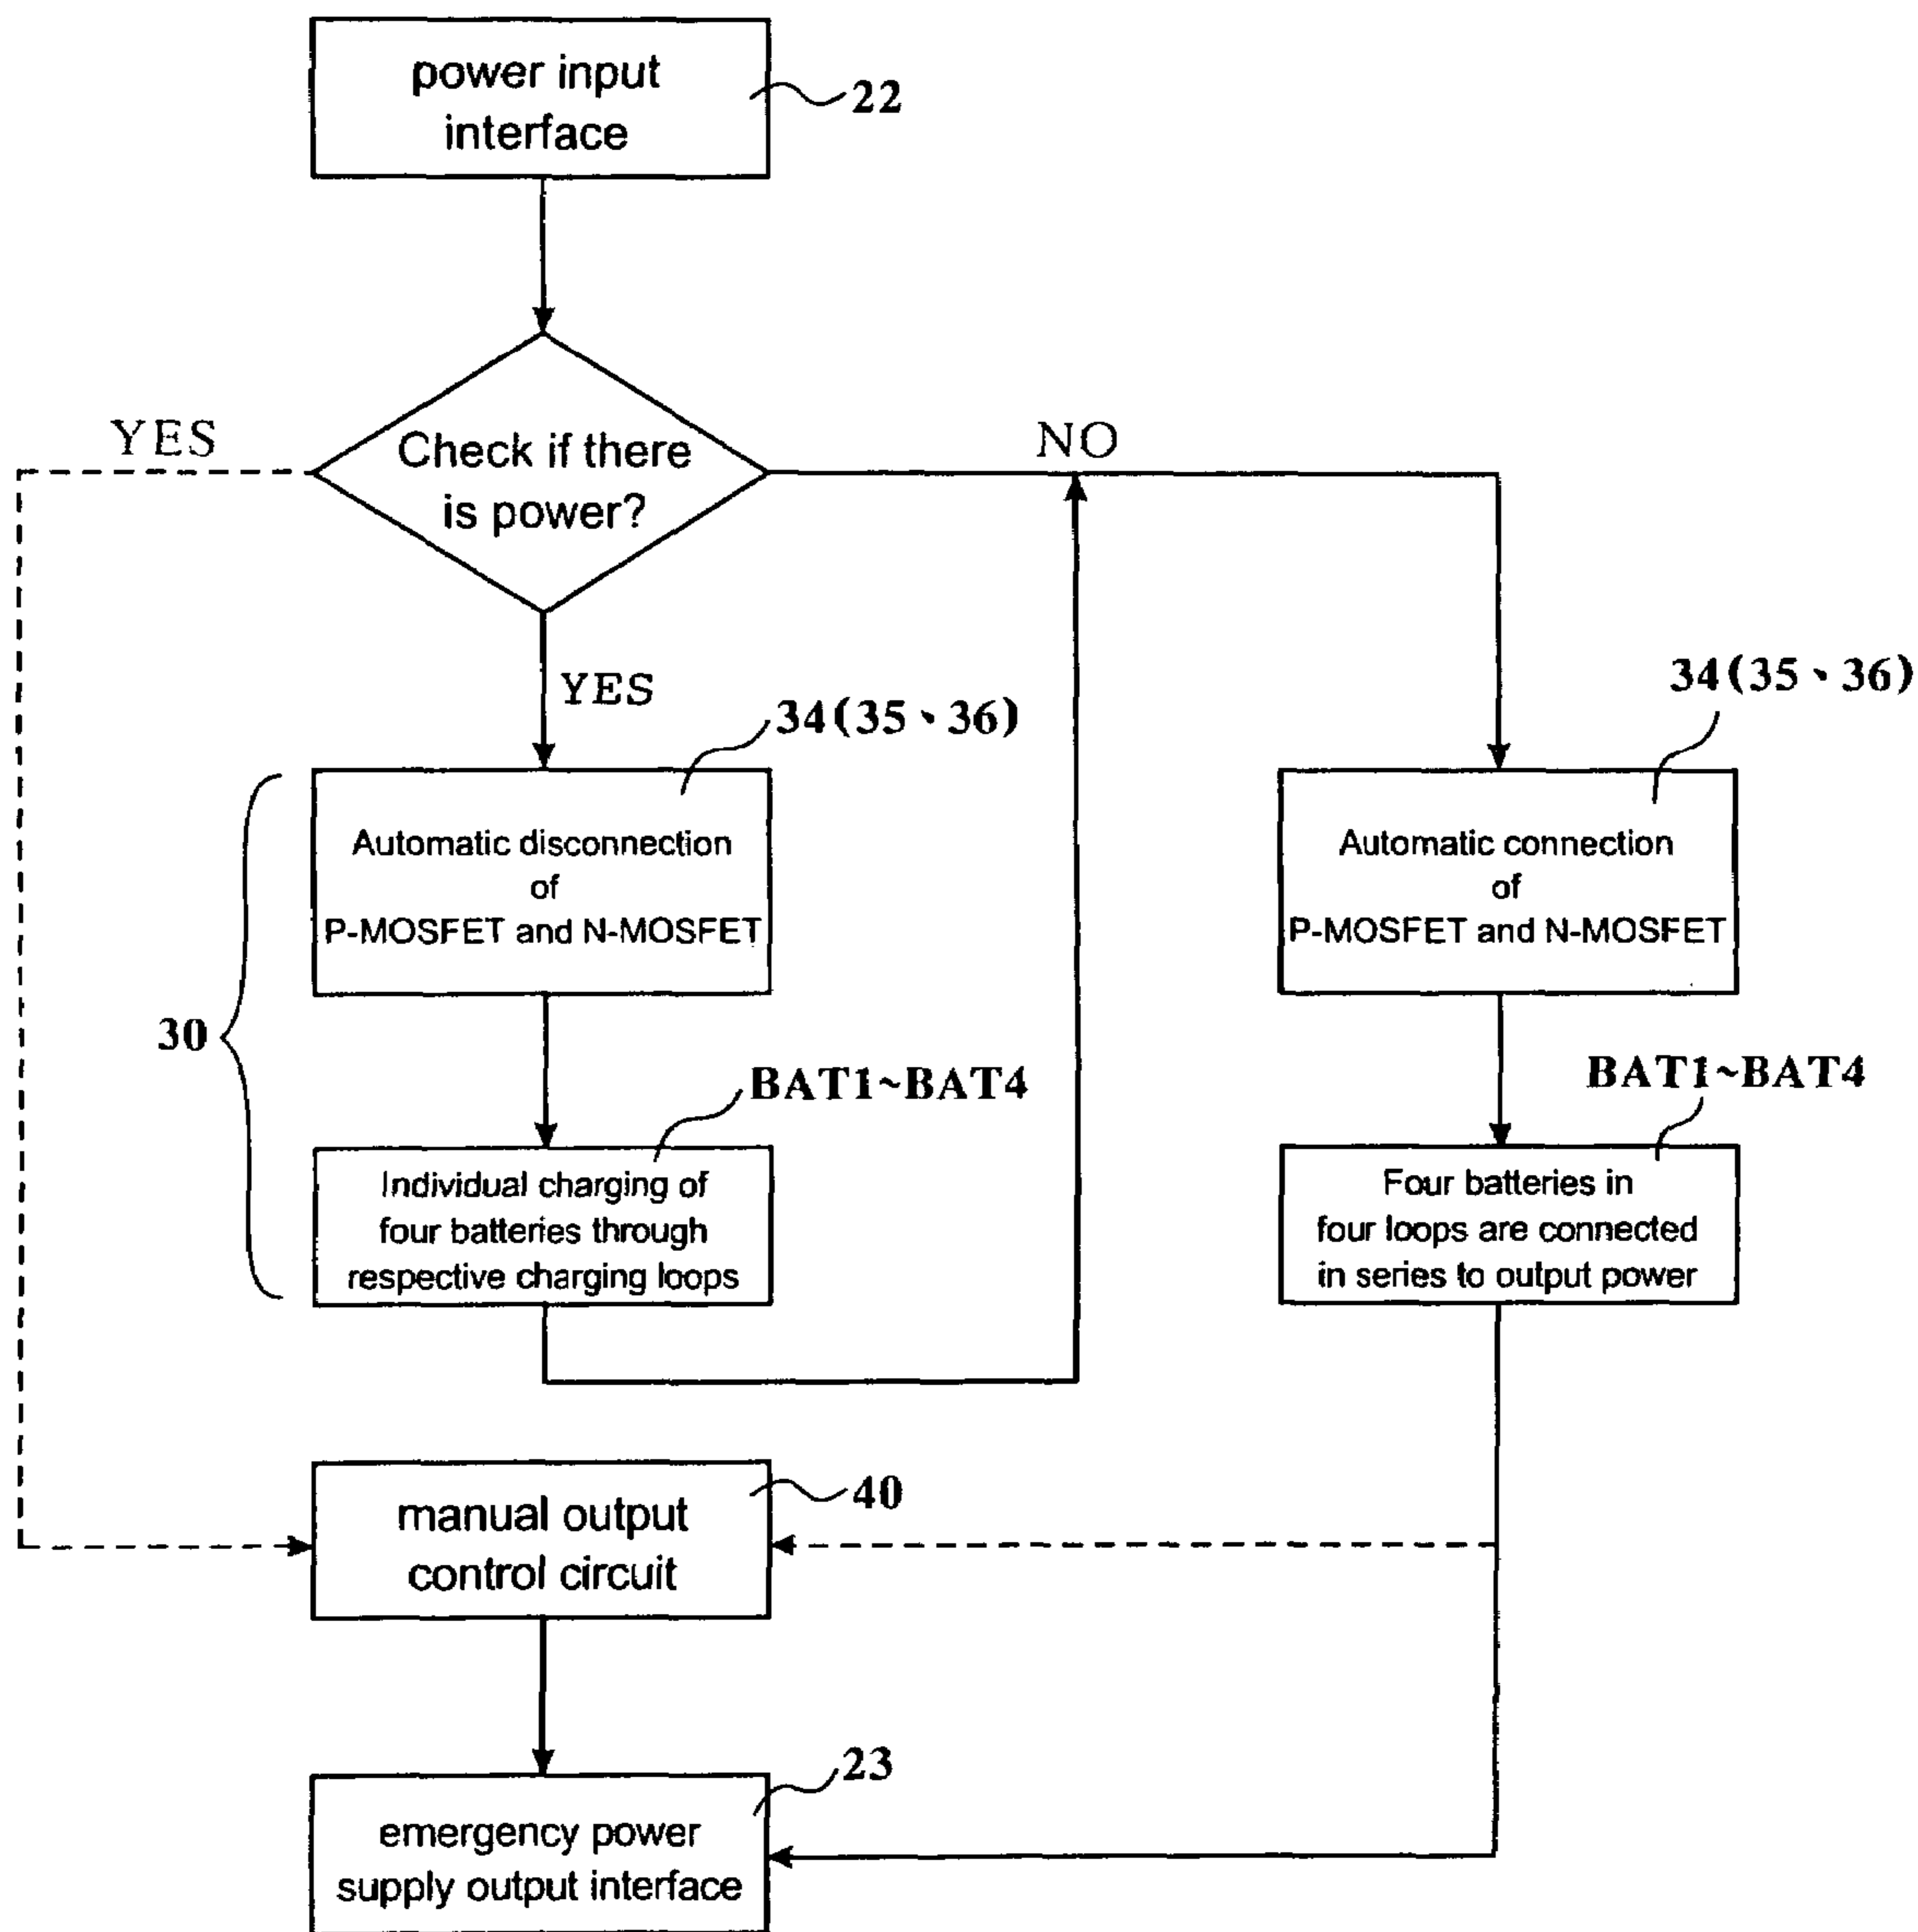 power input
interface
22
YES
Check if there
is power?
NO
YES
34(35、36)
34(35、36)
Automatic disconnection
of
P-MOSFET and N-MOSFET
Automatic connection
of
P-MOSFET and N-MOSFET
30
BAT1~BAT4
BAT1~BAT4
Individual charging of
four batteries through
respective charging loops
Four batteries in
four loops are connected
in series to output power
manual output
control circuit
40
23
emergency power
supply output interface